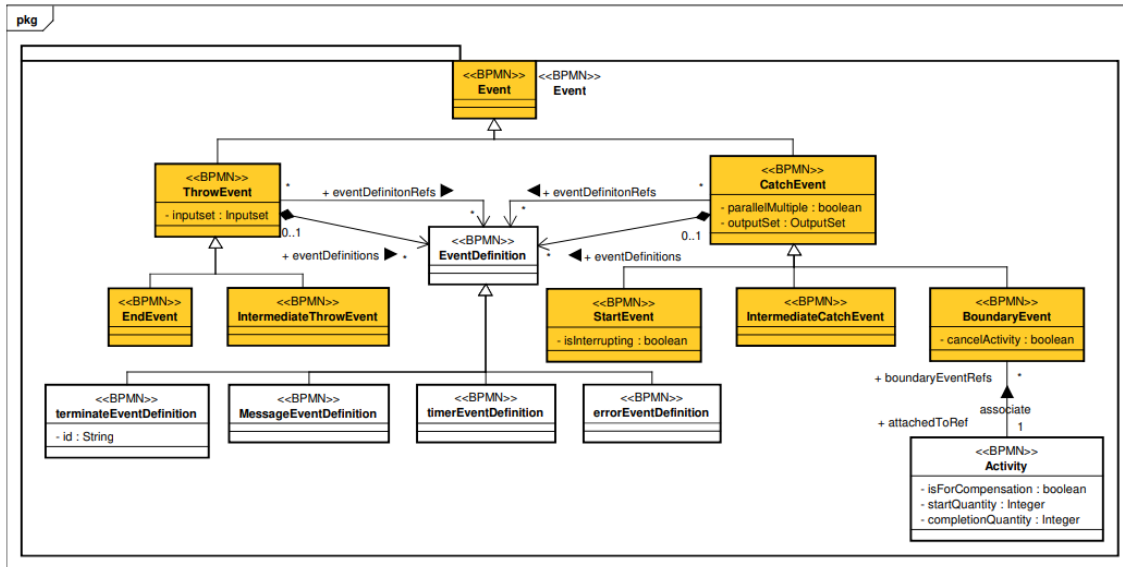 pkg
<<BPMN>>
Event
<<BPMN>>
Event
<<BPMN>>
ThrowEvent
- inputset : Inputset
*
+ eventDefinitonRefs
*
0..1
+ eventDefinitions
*
<<BPMN>>
EventDefinition
+ eventDefinitonRefs
*
*
<<BPMN>>
CatchEvent
- parallelMultiple : boolean
- outputSet : OutputSet
0..1
+ eventDefinitions
*
<<BPMN>>
EndEvent
<<BPMN>>
IntermediateThrowEvent
<<BPMN>>
StartEvent
- isInterrupting : boolean
<<BPMN>>
IntermediateCatchEvent
<<BPMN>>
BoundaryEvent
- cancelActivity : boolean
<<BPMN>>
terminateEventDefinition
- id : String
<<BPMN>>
MessageEventDefinition
<<BPMN>>
timerEventDefinition
<<BPMN>>
errorEventDefinition
+ boundaryEventRefs
*
associate
+ attachedToRef
1
<<BPMN>>
Activity
- isForCompensation : boolean
- startQuantity : Integer
- completionQuantity : Integer